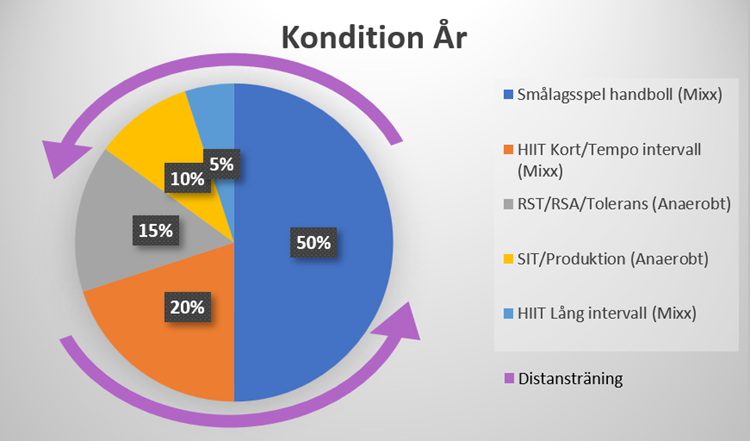 Kondition År
5%
10%
15%
50%
20%
Smålagsspel handboll (Mixx)
HIIT Kort/Tempo intervall
(Mixx)
RST/RSA/Tolerans (Anaerobt)
SIT/Produktion (Anaerobt)
HIIT Lång intervall (Mixx)
Distansträning